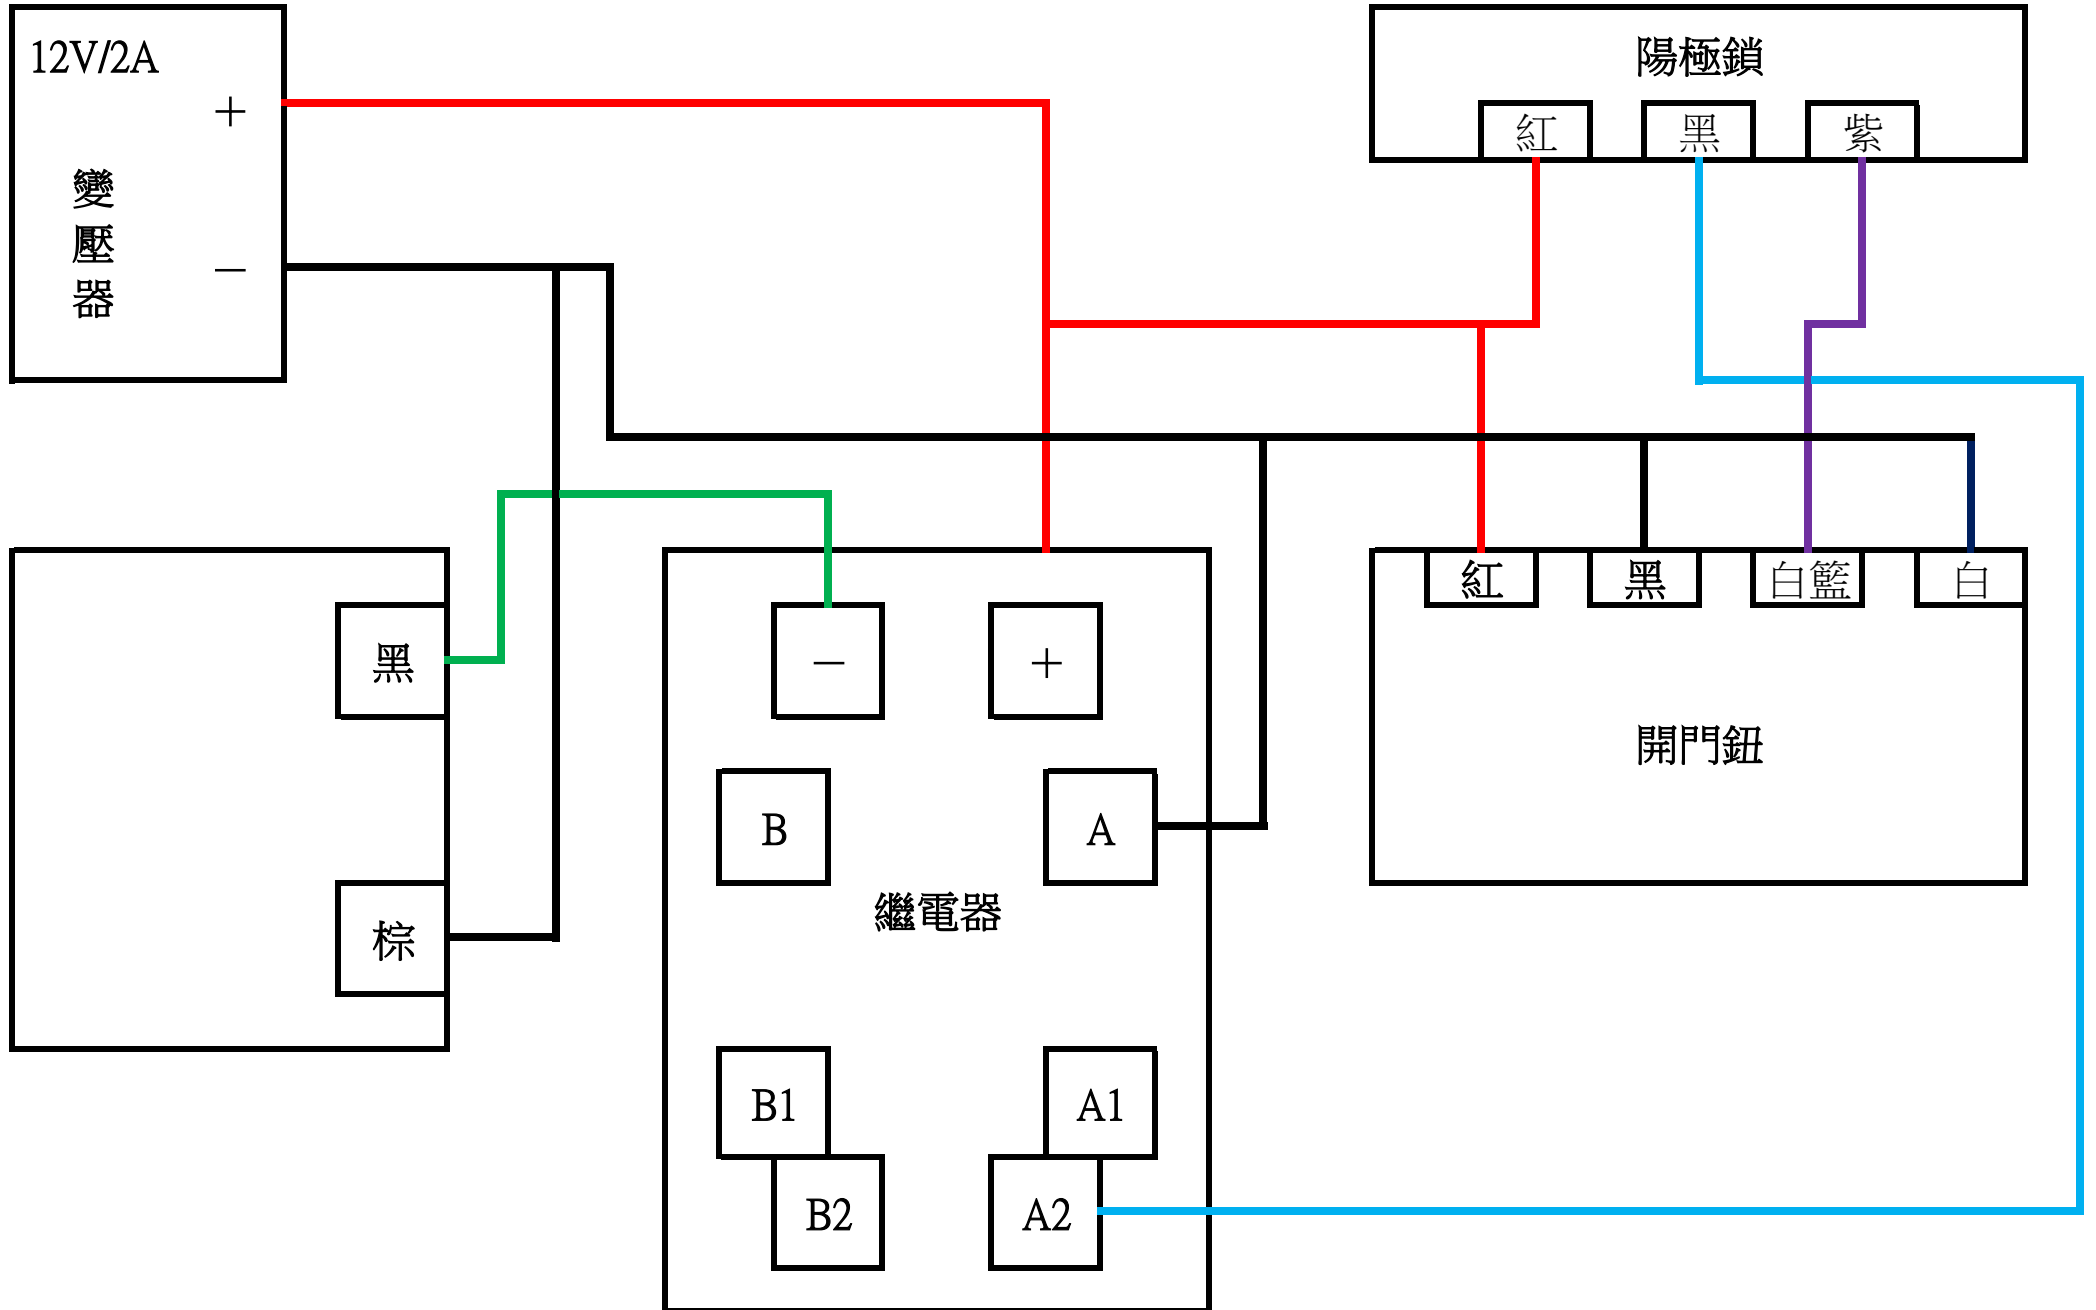 12V/2A
+
變
壓
器
−
陽極鎖
紅 黑 紫
黑
棕
− +
B A
繼電器
B1 A1
B2 A2
紅 黑 白籃 白
開門鈕